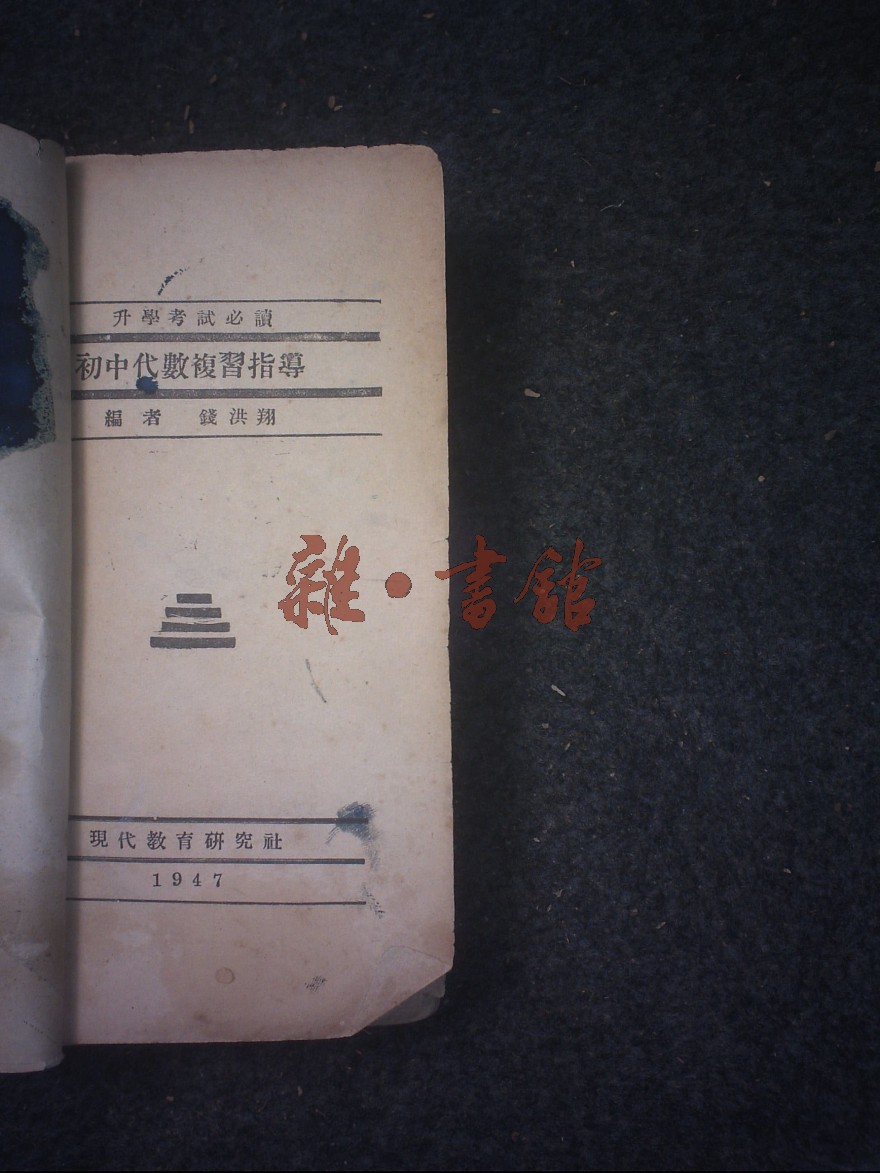 升學考試必讀
初中代數複習指導
編者 錢洪翔
雜·書館
現代教育研究社
1947